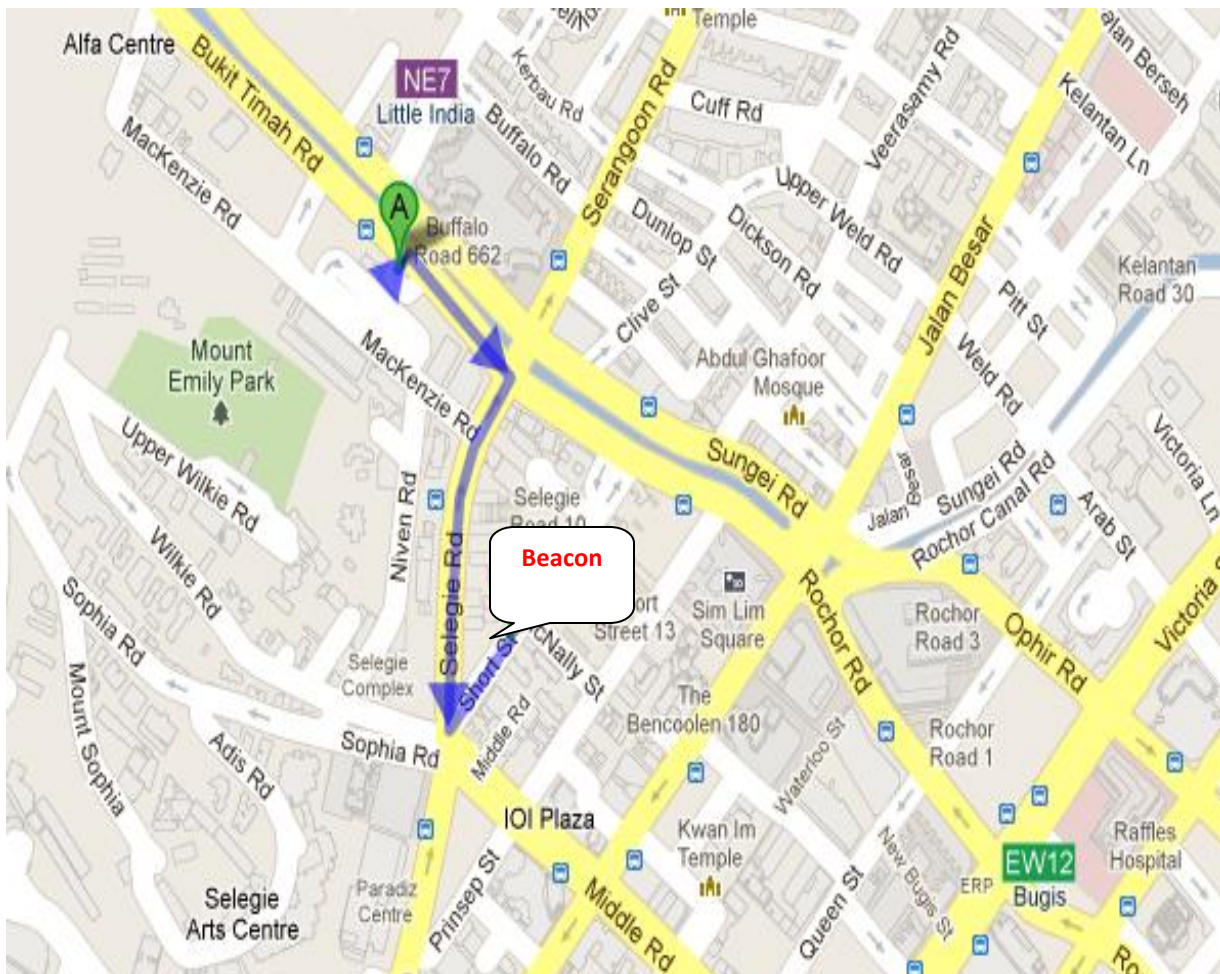 Alfa Centre
Bukit Timah Rd
NE7
Little India
Temple
Kerbau Rd
Buffalo Rd
Cuff Rd
Serangoon Rd
Veerasamy Rd
Kelantan Ln
MacKenzie Rd
A
Buffalo
Road 662
Dunlop St
Dickson Rd
Upper Weld Rd
Clive St
Jalan Besar
Pitt St
Kelantan
Road 30
Weld Rd
Mount
Emily Park
MacKenzie Rd
Abdul Ghafoor
Mosque
Upper Wilkie Rd
Niven Rd
Wilkie Rd
Sungei Rd
Selegie
Road 10
Jalan Besar
Sungei Rd
Rochor Canal Rd
Arab St
Victoria Ln
Beacon
Selegie Rd
Street 13
Sim Lim
Square
Rochor
Road 3
Ophir Rd
Rochor Rd
Sophia Rd
Mount Sophia
Adis Rd
Selegie
Complex
Sophia Rd
Short St
McNally St
Middle Rd
The
Bencoolen 180
Waterloo St
Rochor
Road 1
IOI Plaza
Kwan Im
Temple
New Bugis St
Queen St
EW12
Bugis
ERP
Raffles
Hospital
Selegie
Arts Centre
Paradiz
Centre
Prinsep St
Middle Rd